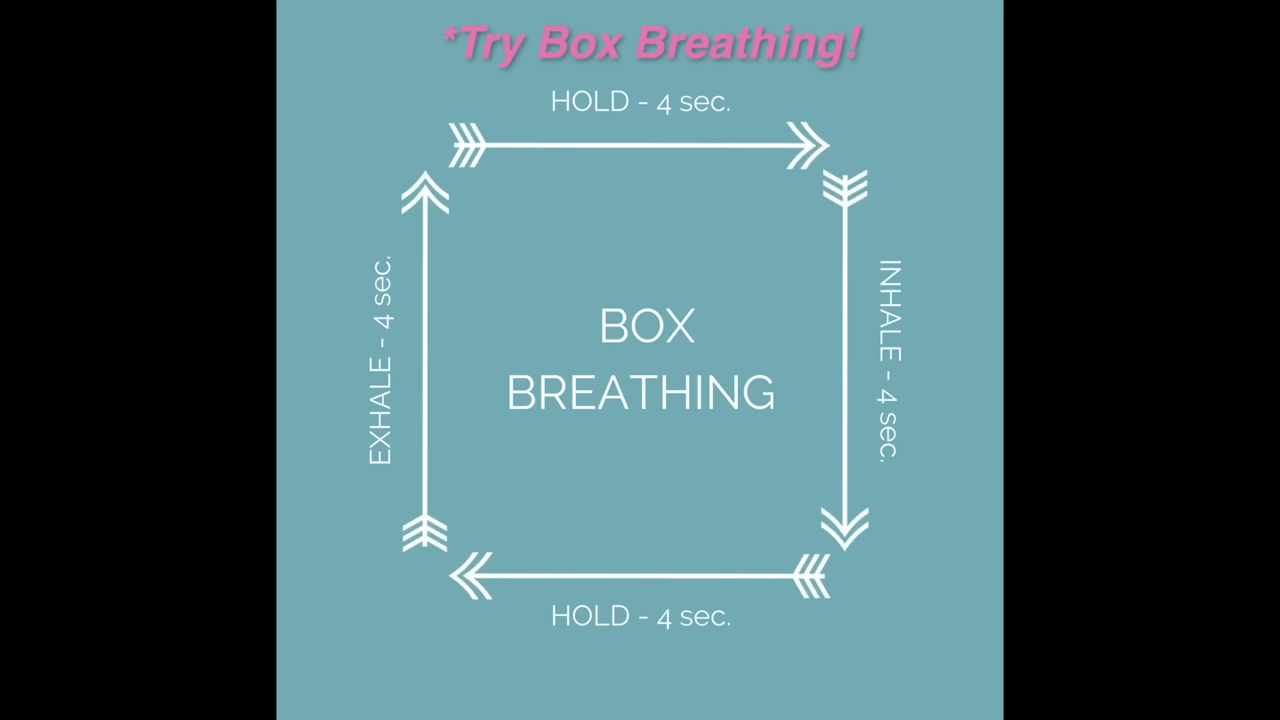 *Try Box Breathing!
HOLD - 4 sec.
EXHALE - 4 sec.
BOX
BREATHING
INHALE - 4 sec.
HOLD - 4 sec.